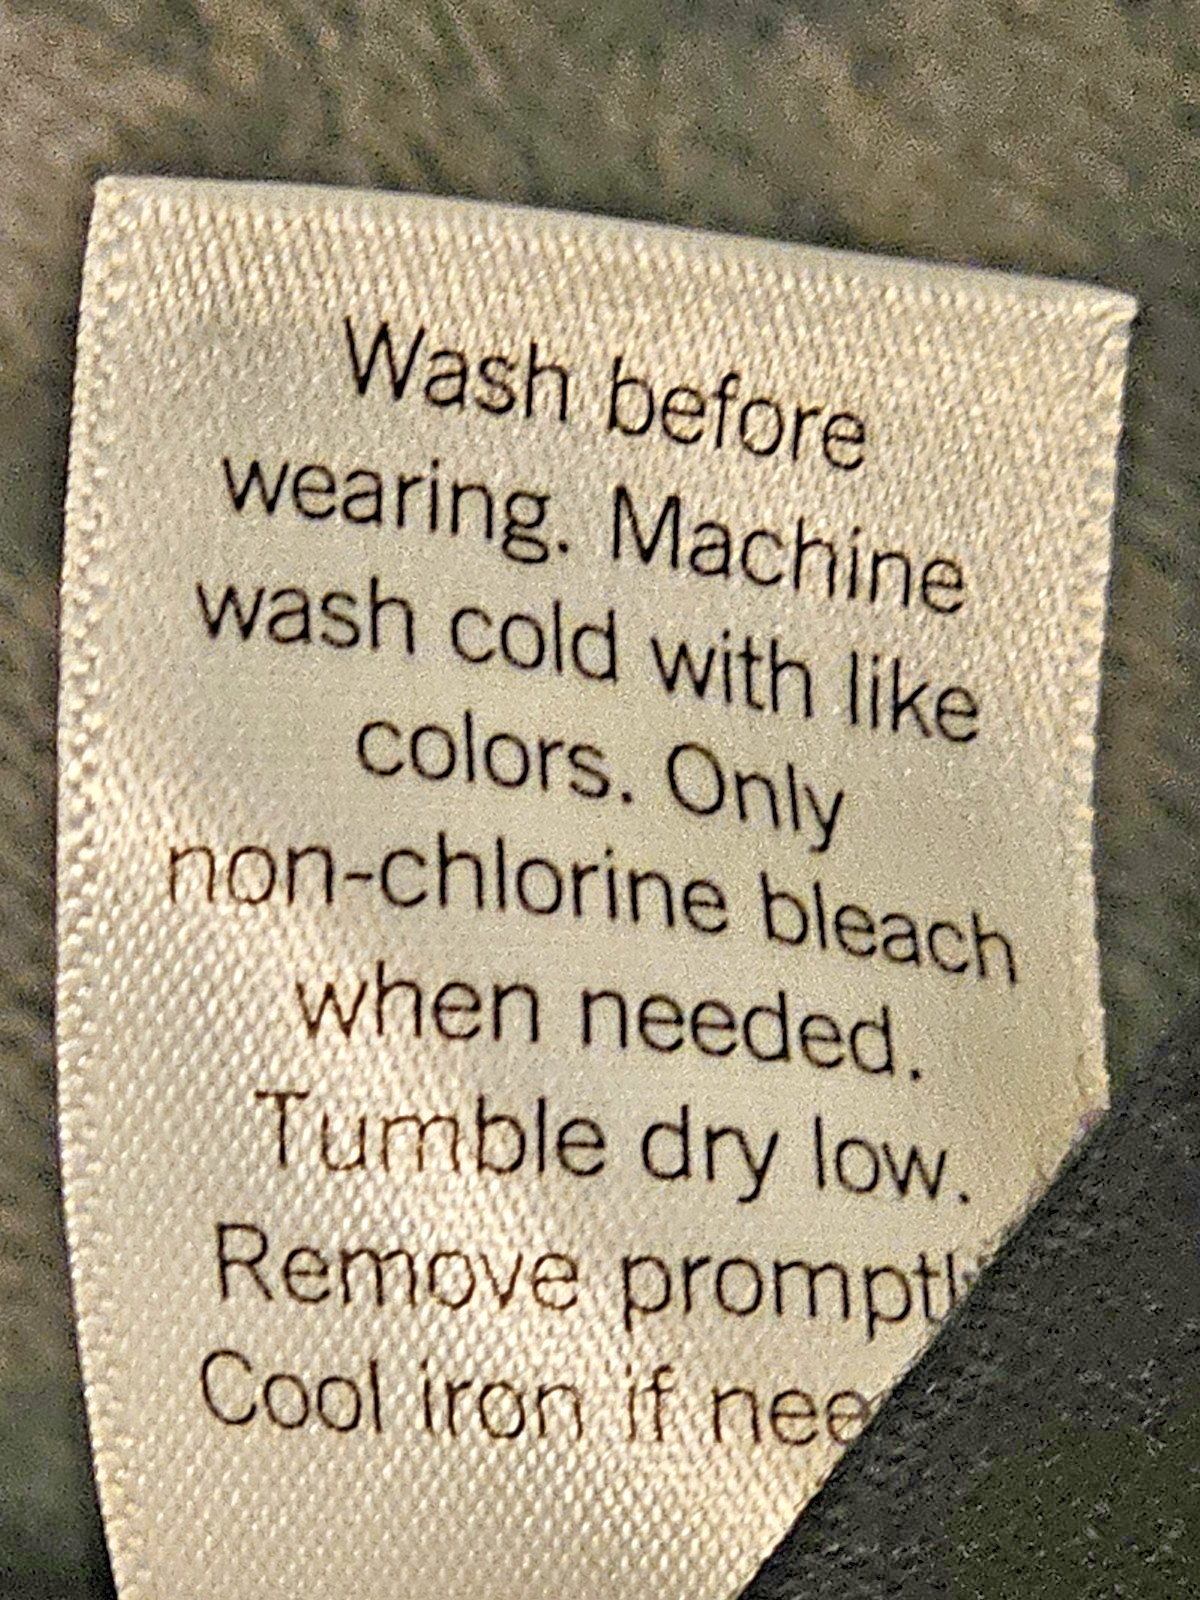 Wash before
wearing. Machine
wash cold with like
colors. Only
non-chlorine bleach
when needed.
Tumble dry low.
Remove
Cool iron if